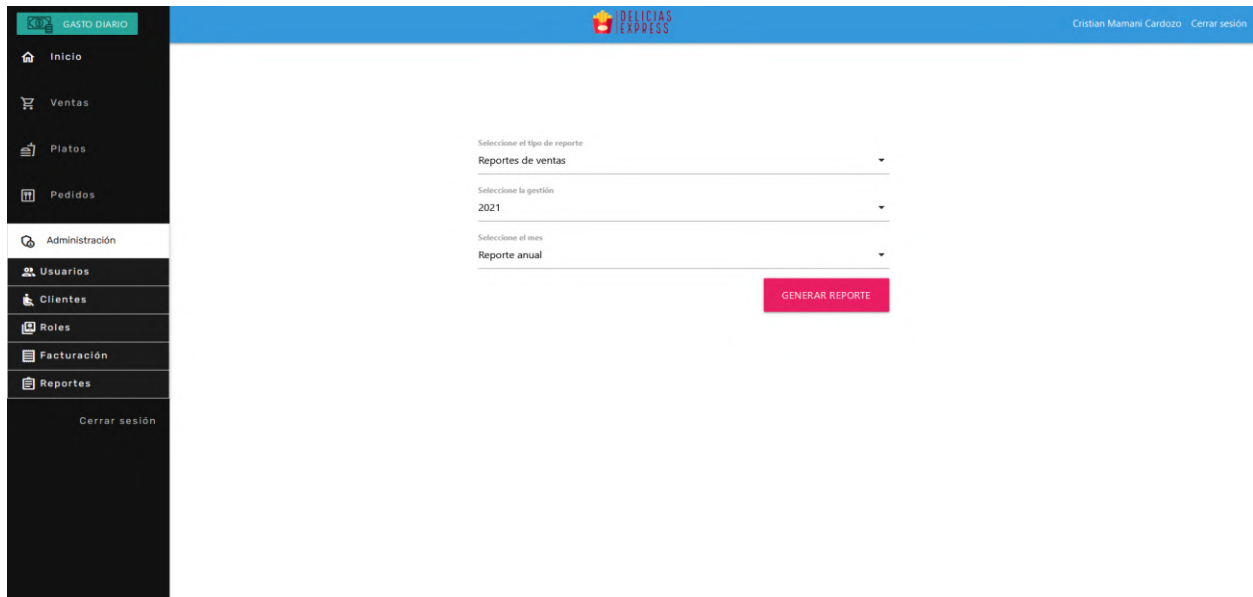 GASTO DIARIO
DELICIAS
EXPRESS
Cristian Mamani Cardozo Cerrar sesión
Inicio
Ventas
Platos
Pedidos
Administración
Usuarios
Clientes
Roles
Facturación
Reportes
Cerrar sesión
Seleccione el tipo de reporte
Reportes de ventas
Seleccione la gestión
2021
Seleccione el mes
Reporte anual
GENERAR REPORTE